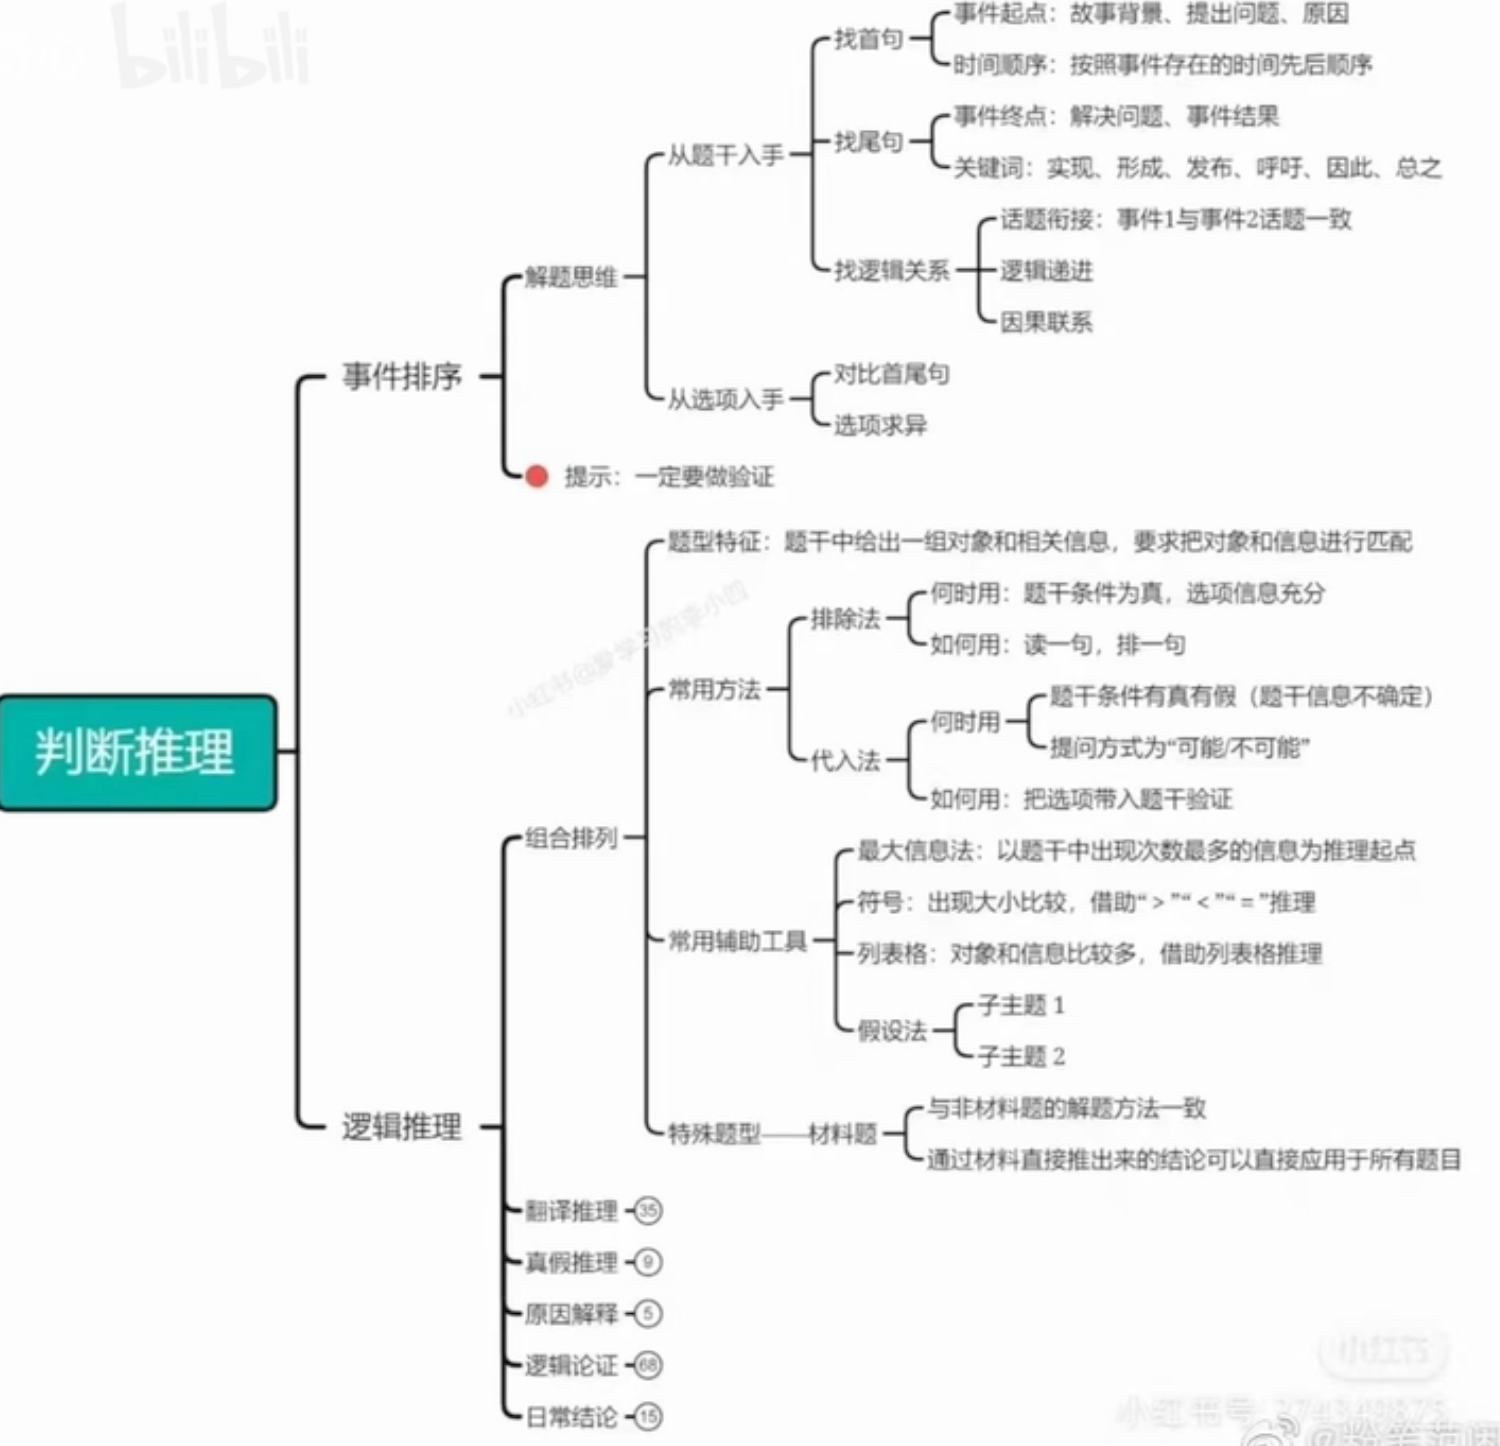 bilibili
事件起点：故事背景、提出问题、原因
找首句
时间顺序：按照事件存在的时间先后顺序
事件终点：解决问题、事件结果
找尾句
从题干入手
关键词：实现、形成、发布、呼吁、因此、总之
话题衔接：事件1与事件2话题一致
找逻辑关系
逻辑递进
解题思维
因果联系
事件排序
对比首尾句
从选项入手
选项求异
提示：一定要做验证
题型特征：题干中给出一组对象和相关信息，要求把对象和信息进行匹配
何时用：题干条件为真，选项信息充分
排除法
如何用：读一句，排一句
小红书@爱学习的李小四
常用方法
题干条件有真有假（题干信息不确定）
何时用
提问方式为“可能/不可能”
代入法
如何用：把选项带入题干验证
判断推理
组合排列
最大信息法：以题干中出现次数最多的信息为推理起点
符号：出现大小比较，借助“>”“<”“=”推理
常用辅助工具
列表格：对象和信息比较多，借助列表格推理
子主题 1
假设法
子主题 2
与非材料题的解题方法一致
逻辑推理
特殊题型——材料题
通过材料直接推出来的结论可以直接应用于所有题目
翻译推理 35
真假推理 9
原因解释 5
逻辑论证 68
日常结论 15
小红书
小红书号: